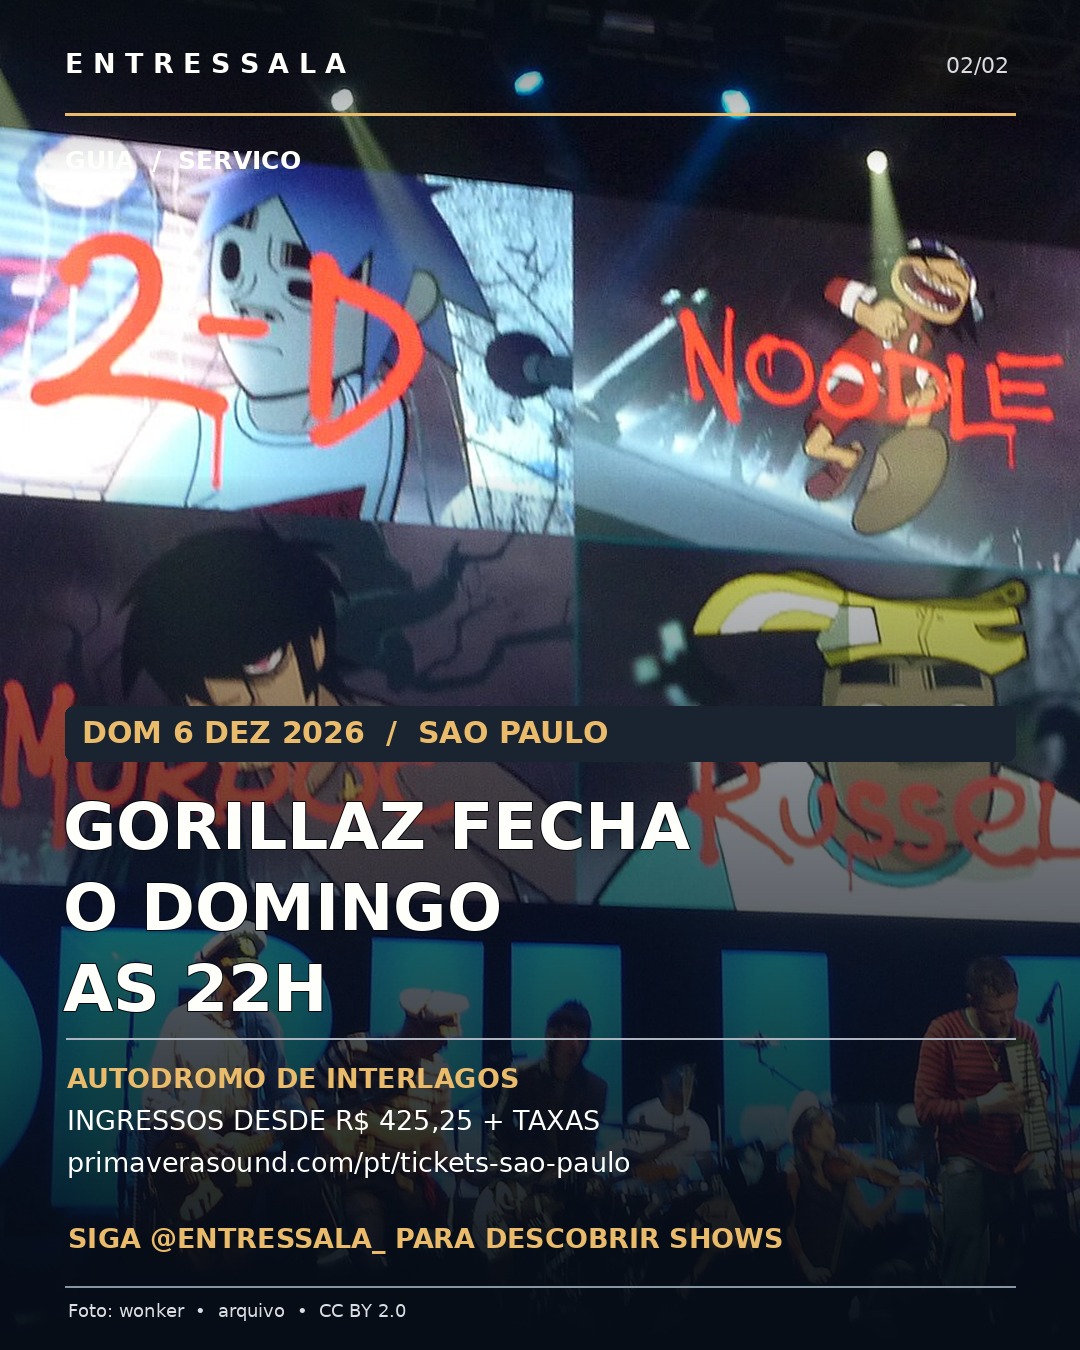 ENTRESSALA
02/02
GUIA / SERVICO
2-D
NOODLE
DOM 6 DEZ 2026 / SAO PAULO
MURDOC
RUSSEL
GORILLAZ FECHA
O DOMINGO
AS 22H
AUTODROMO DE INTERLAGOS
INGRESSOS DESDE R$ 425,25 + TAXAS
primaverasound.com/pt/tickets-sao-paulo
SIGA @ENTRESSALA_ PARA DESCOBRIR SHOWS
Foto: wonker • arquivo • CC BY 2.0